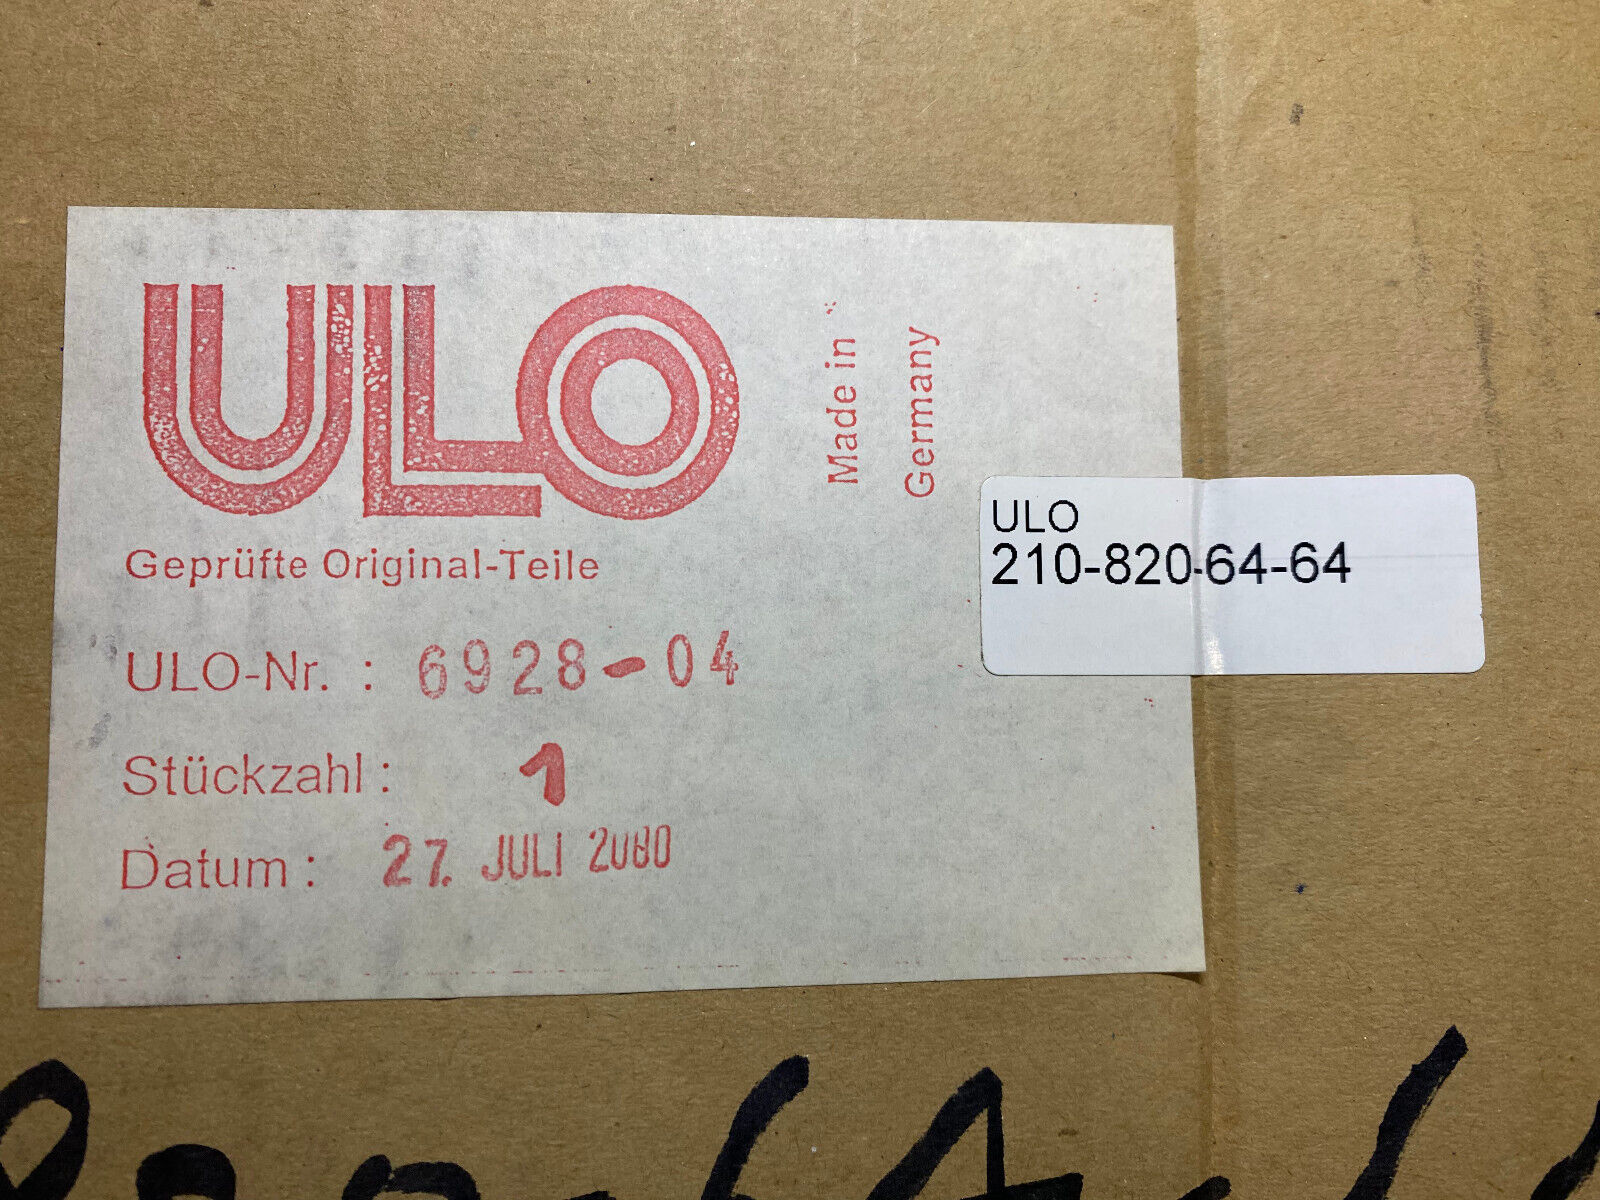 ULO
Made in
Germany
Geprüfte Original-Teile
ULO-Nr. : 6928-04
Stückzahl : 1
Datum : 27. JULI 2000
ULO
210-820-64-64